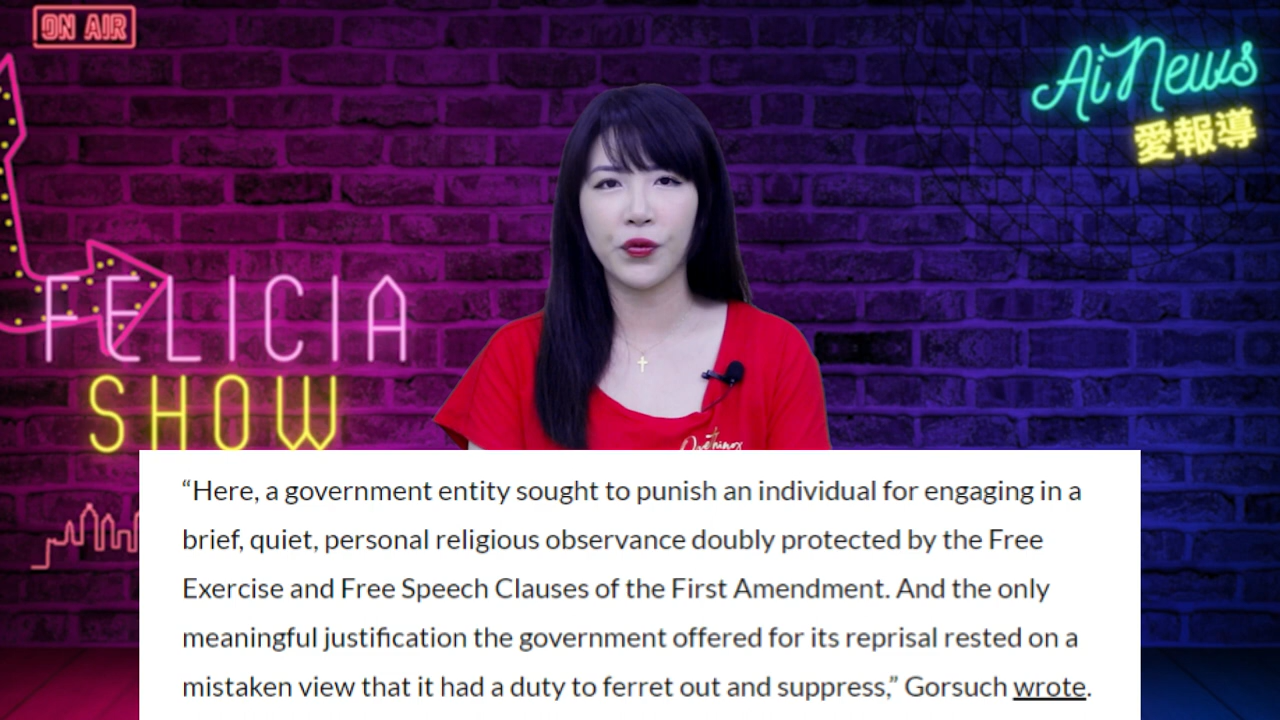 ON AIR
Ai News
愛報導
FELICIA
SHOW
“Here, a government entity sought to punish an individual for engaging in a
brief, quiet, personal religious observance doubly protected by the Free
Exercise and Free Speech Clauses of the First Amendment. And the only
meaningful justification the government offered for its reprisal rested on a
mistaken view that it had a duty to ferret out and suppress,” Gorsuch wrote.